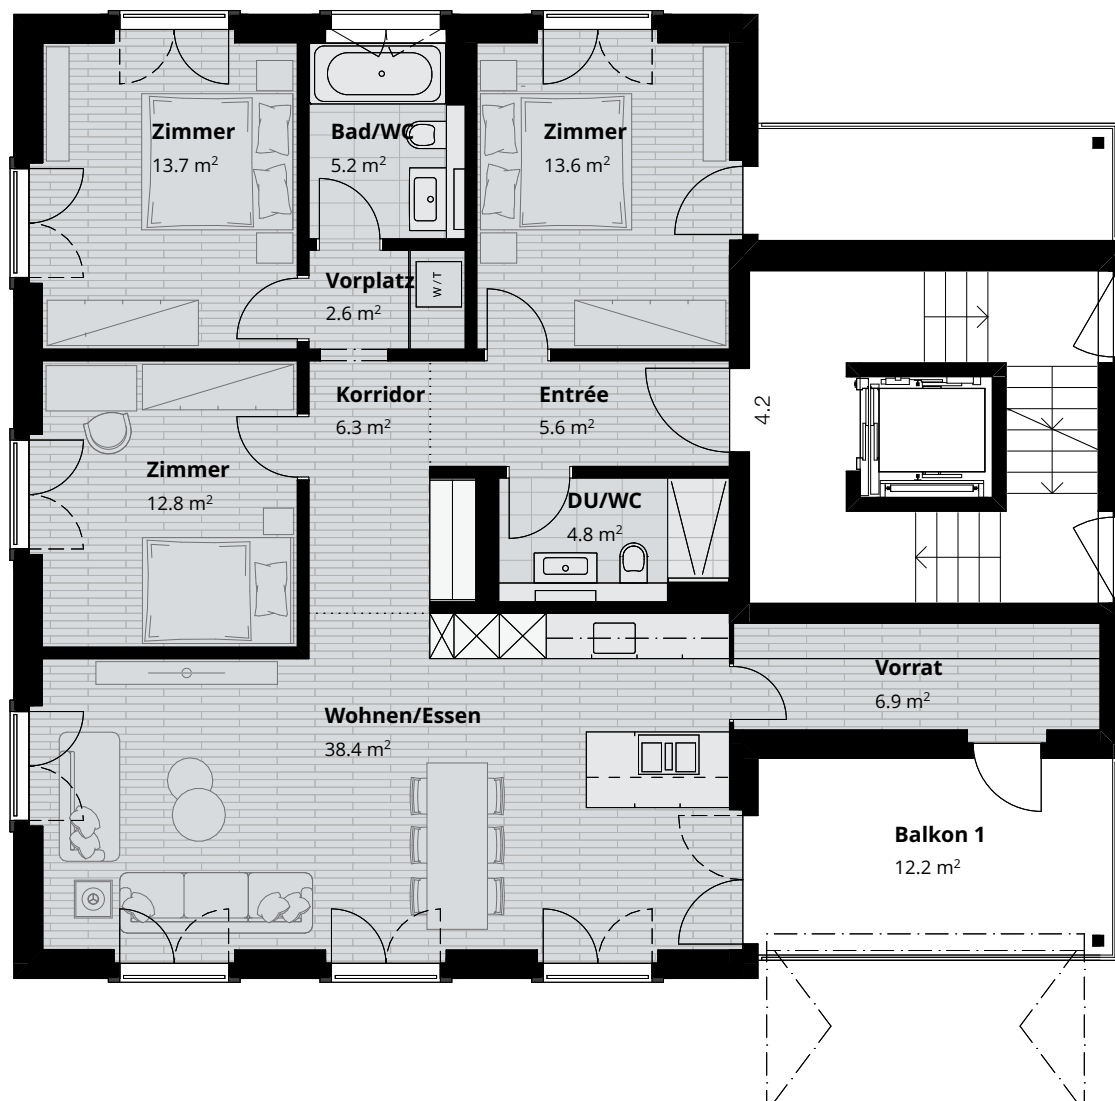 Zimmer
13.7 m²
Bad/WC
5.2 m²
Zimmer
13.6 m²
Vorplatz
2.6 m²
W/T
Korridor
6.3 m²
Entrée
5.6 m²
4.2
Zimmer
12.8 m²
DU/WC
4.8 m²
Vorrat
6.9 m²
Wohnen/Essen
38.4 m²
Balkon 1
12.2 m²